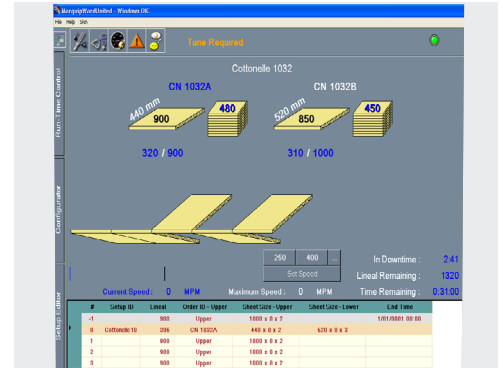 MarquipWardUnited - Windows OIC
File Help Skin
Tune Required
Run-Time Control
Configurator
Setup Editor
Cottonelle 1032
CN 1032A CN 1032B
440 mm 900 480 520 mm 850 450
320 / 900 310 / 1000
250 400 ...
Set Speed
In Downtime : 2:41
Lineal Remaining : 1320
Current Speed : 0 MPM Maximum Speed : 0 MPM Time Remaining : 0:31:00
# Setup ID Lineal Order ID - Upper Sheet Size - Upper Sheet Size - Lower End Time
-1 900 Upper 1000 x 0 x 2 1/01/0001 00:00
0 Cottonelle 10 206 CN 1032A 440 x 0 x 2 520 x 0 x 3
1 900 Upper 1000 x 0 x 2
2 900 Upper 1000 x 0 x 2
3 900 Upper 1000 x 0 x 2